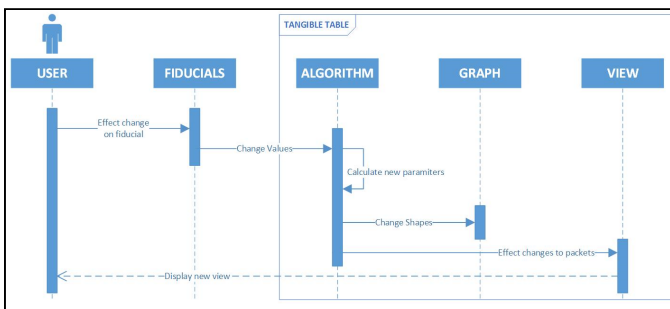 TANGIBLE TABLE
USER
FIDUCIALS
ALGORITHM
GRAPH
VIEW
Effect change
on fiducial
Change Values
Calculate new paramiters
Change Shapes
Effect changes to packets
Display new view